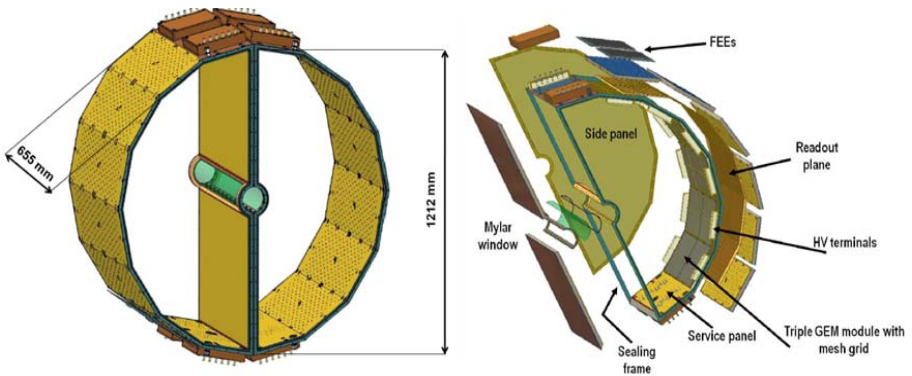 655 mm
1212 mm
FEEs
Side panel
Readout
plane
Mylar
window
HV terminals
Triple GEM module with
mesh grid
Service panel
Sealing
frame